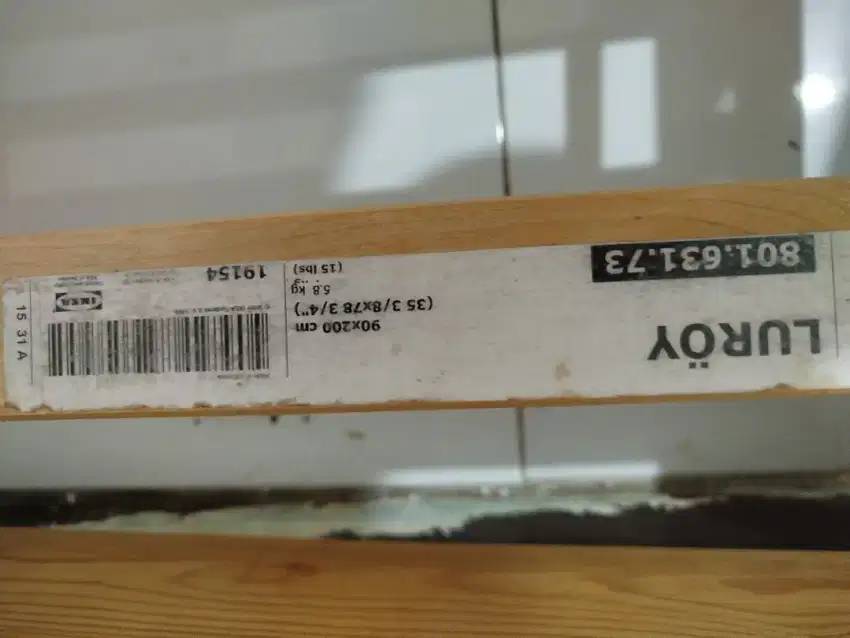 LURÖY
801.631.73
90x200 cm
(35 3/8x78 3/4")
5.8 kg
(15 lbs)
IKEA
19154
15 31 A